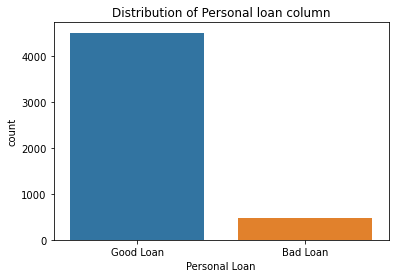 Distribution of Personal loan column
count
4000
3000
2000
1000
0
Good Loan
Bad Loan
Personal Loan